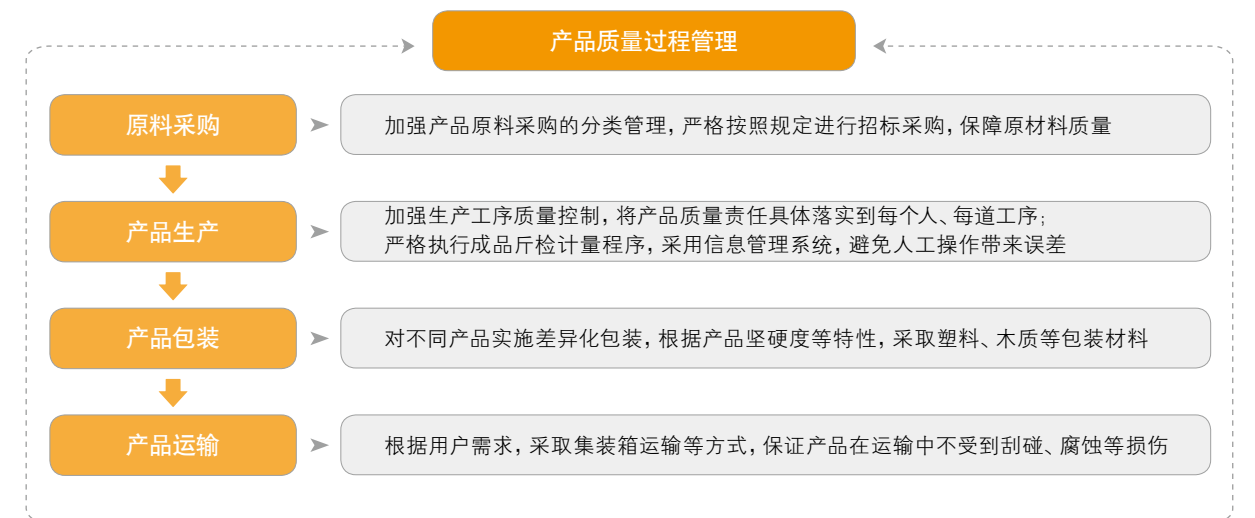 产品质量过程管理
原料采购
加强产品原料采购的分类管理，严格按照规定进行招标采购，保障原材料质量
产品生产
加强生产工序质量控制，将产品质量责任具体落实到每个人、每道工序；
严格执行成品斤检计量程序，采用信息管理系统，避免人工操作带来误差
产品包装
对不同产品实施差异化包装，根据产品坚硬度等特性，采取塑料、木质等包装材料
产品运输
根据用户需求，采取集装箱运输等方式，保证产品在运输中不受到刮碰、腐蚀等损伤